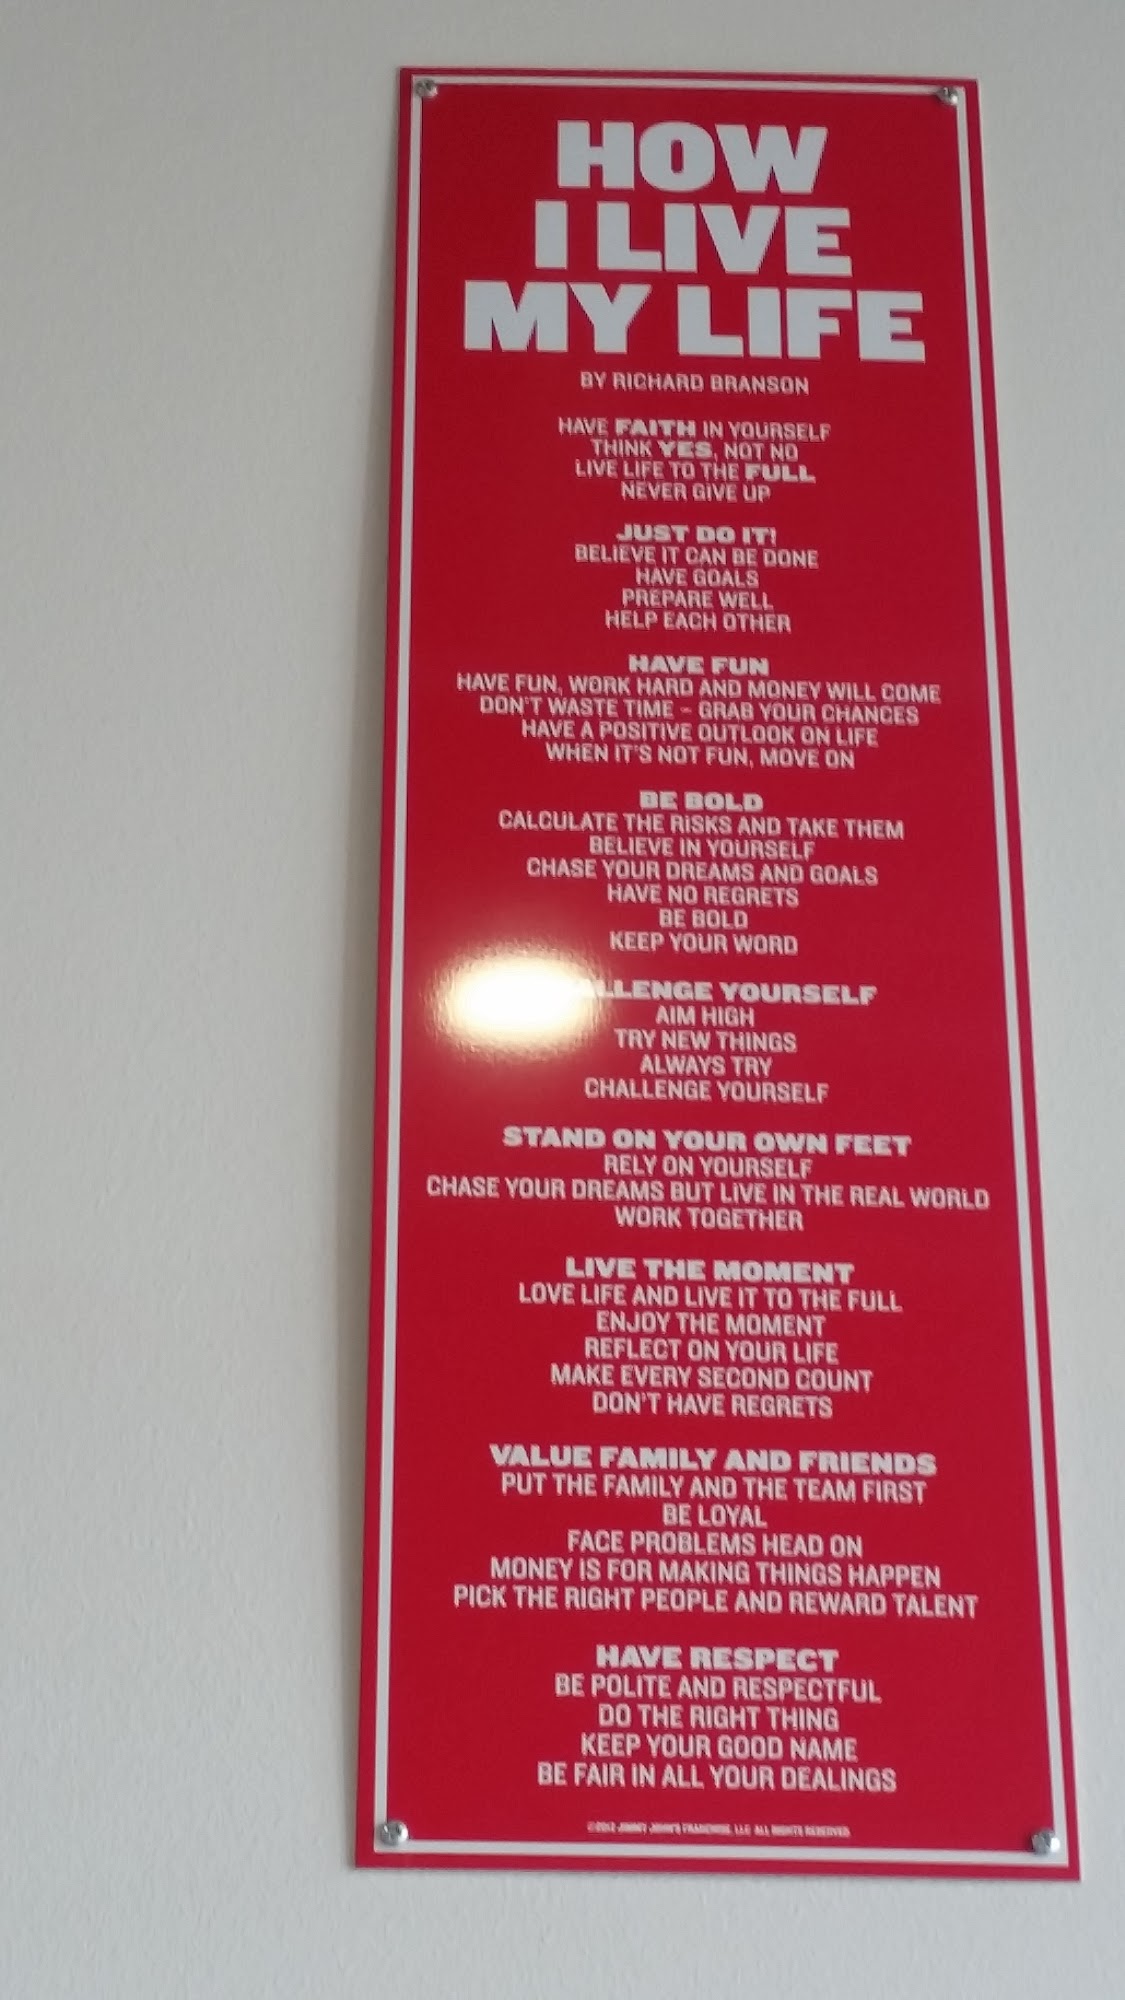 HOW
I LIVE
MY LIFE
BY RICHARD BRANSON
HAVE FAITH IN YOURSELF
THINK YES, NOT NO
LIVE LIFE TO THE FULL
NEVER GIVE UP
JUST DO IT!
BELIEVE IT CAN BE DONE
HAVE GOALS
PREPARE WELL
HELP EACH OTHER
HAVE FUN
HAVE FUN, WORK HARD AND MONEY WILL COME
DON'T WASTE TIME - GRAB YOUR CHANCES
HAVE A POSITIVE OUTLOOK ON LIFE
WHEN IT'S NOT FUN, MOVE ON
BE BOLD
CALCULATE THE RISKS AND TAKE THEM
BELIEVE IN YOURSELF
CHASE YOUR DREAMS AND GOALS
HAVE NO REGRETS
BE BOLD
KEEP YOUR WORD
CHALLENGE YOURSELF
AIM HIGH
TRY NEW THINGS
ALWAYS TRY
CHALLENGE YOURSELF
STAND ON YOUR OWN FEET
RELY ON YOURSELF
CHASE YOUR DREAMS BUT LIVE IN THE REAL WORLD
WORK TOGETHER
LIVE THE MOMENT
LOVE LIFE AND LIVE IT TO THE FULL
ENJOY THE MOMENT
REFLECT ON YOUR LIFE
MAKE EVERY SECOND COUNT
DON'T HAVE REGRETS
VALUE FAMILY AND FRIENDS
PUT THE FAMILY AND THE TEAM FIRST
BE LOYAL
FACE PROBLEMS HEAD ON
MONEY IS FOR MAKING THINGS HAPPEN
PICK THE RIGHT PEOPLE AND REWARD TALENT
HAVE RESPECT
BE POLITE AND RESPECTFUL
DO THE RIGHT THING
KEEP YOUR GOOD NAME
BE FAIR IN ALL YOUR DEALINGS
©2012 JIMMY JOHN'S FRANCHISE, LLC ALL RIGHTS RESERVED